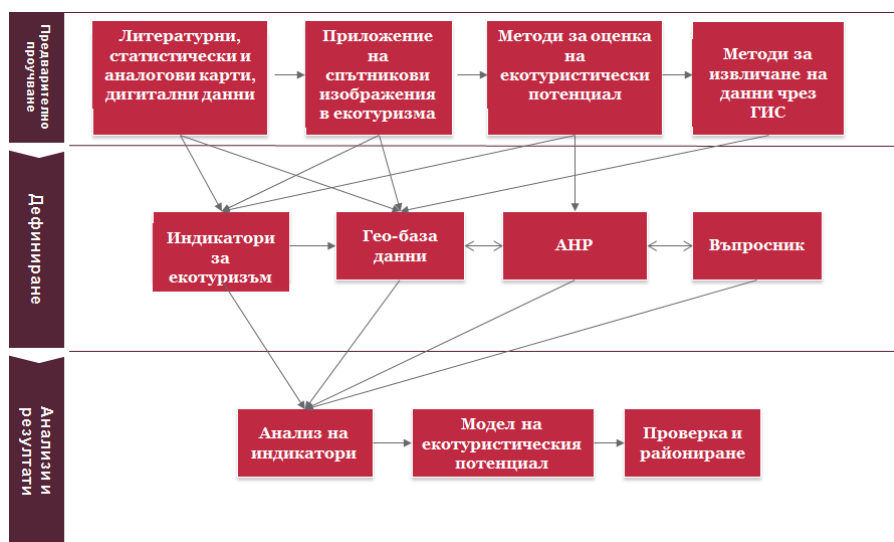 Предварително
проучване
Литературни,
статистически и
аналогови карти,
дигитални данни
Приложение
на
спътникови
изображения
в екотуризма
Методи за оценка
на
екотуристически
потенциал
Методи за
извличане на
данни чрез
ГИС
Дефиниране
Индикатори
за
екотуризъм
Гео-база
данни
АНР
Въпросник
Анализи и
резултати
Анализ на
индикатори
Модел на
екотуристическия
потенциал
Проверка и
райониране